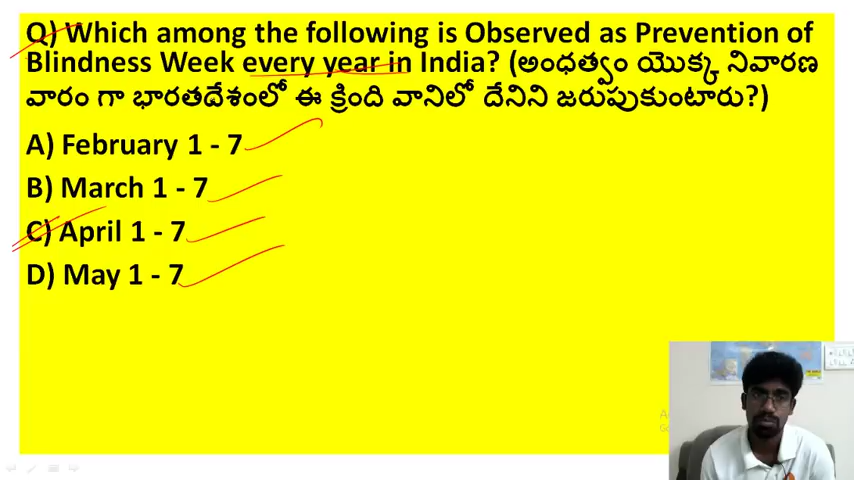 Q) Which among the following is Observed as Prevention of
Blindness Week every year in India? (అంధత్వం యొక్క నివారణ
వారం గా భారతదేశంలో ఈ క్రింది వానిలో దేనిని జరుపుకుంటారు?)
A) February 1 - 7
B) March 1 - 7
C) April 1 - 7
D) May 1 - 7